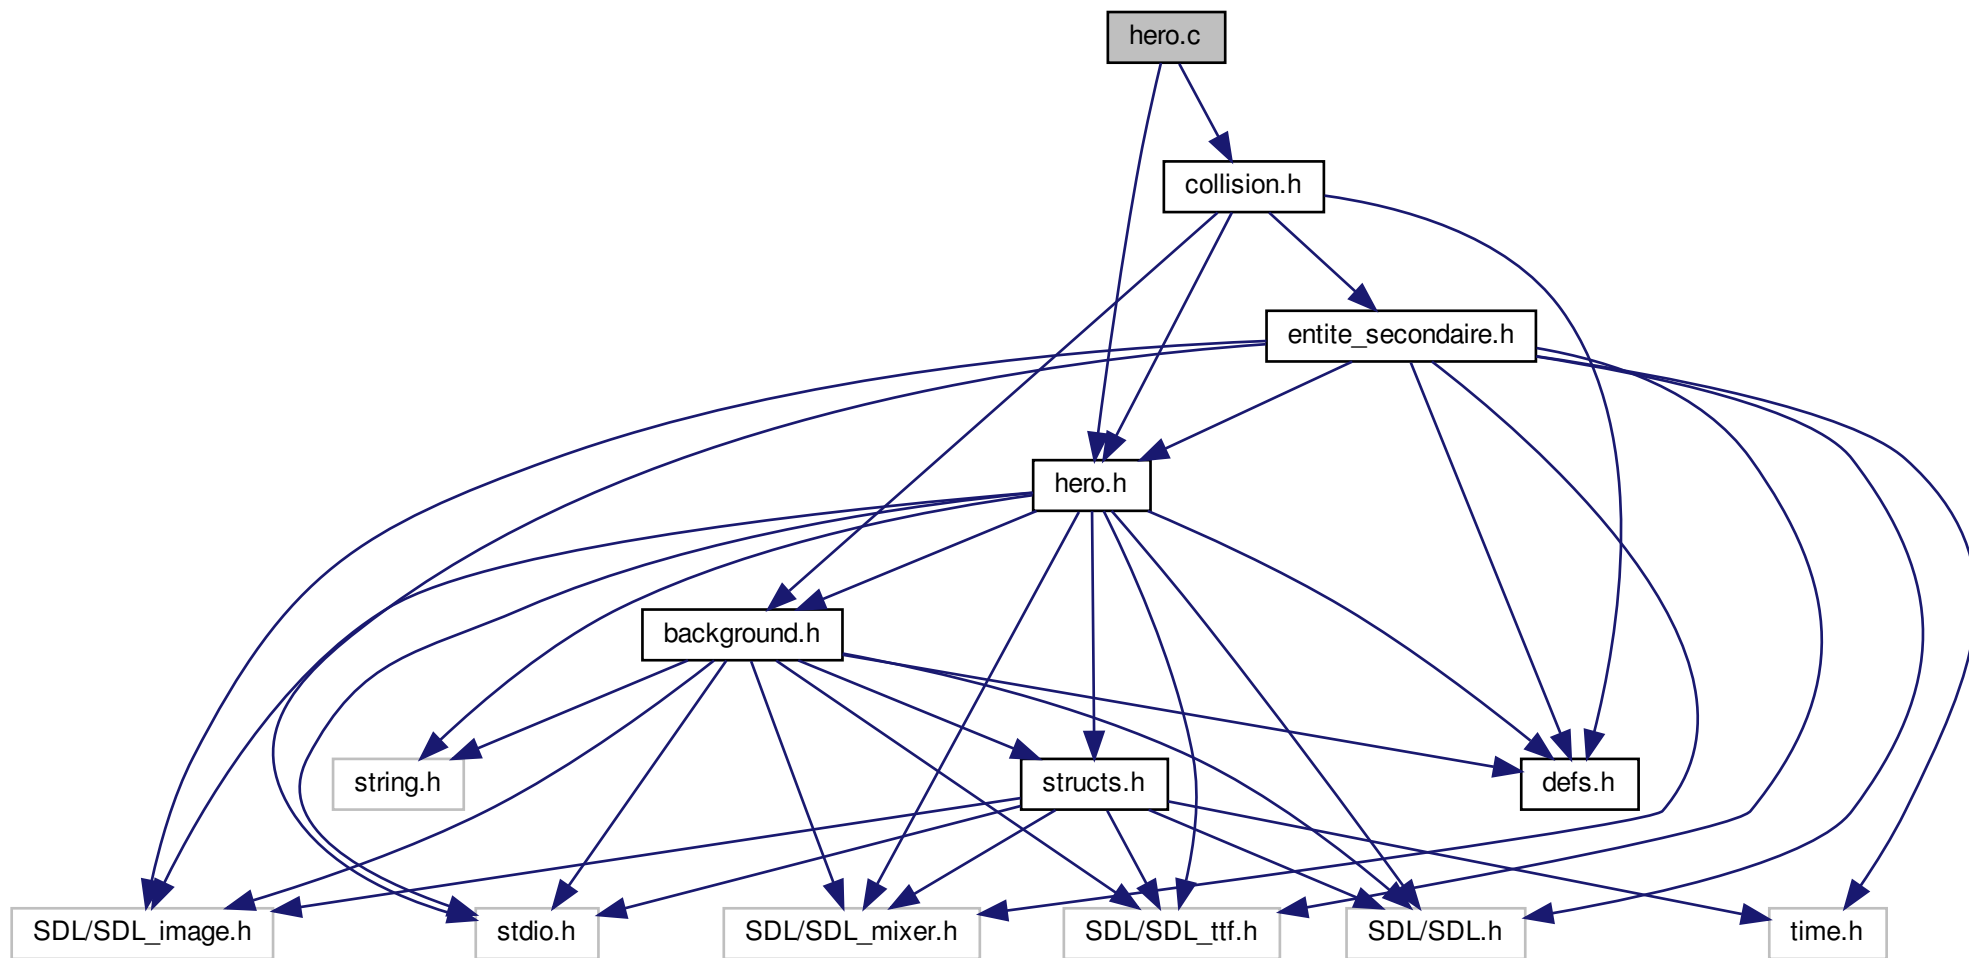 hero.c
collision.h
entite_secondaire.h
hero.h
background.h
string.h
structs.h
defs.h
SDL/SDL_image.h
stdio.h
SDL/SDL_mixer.h
SDL/SDL_ttf.h
SDL/SDL.h
time.h